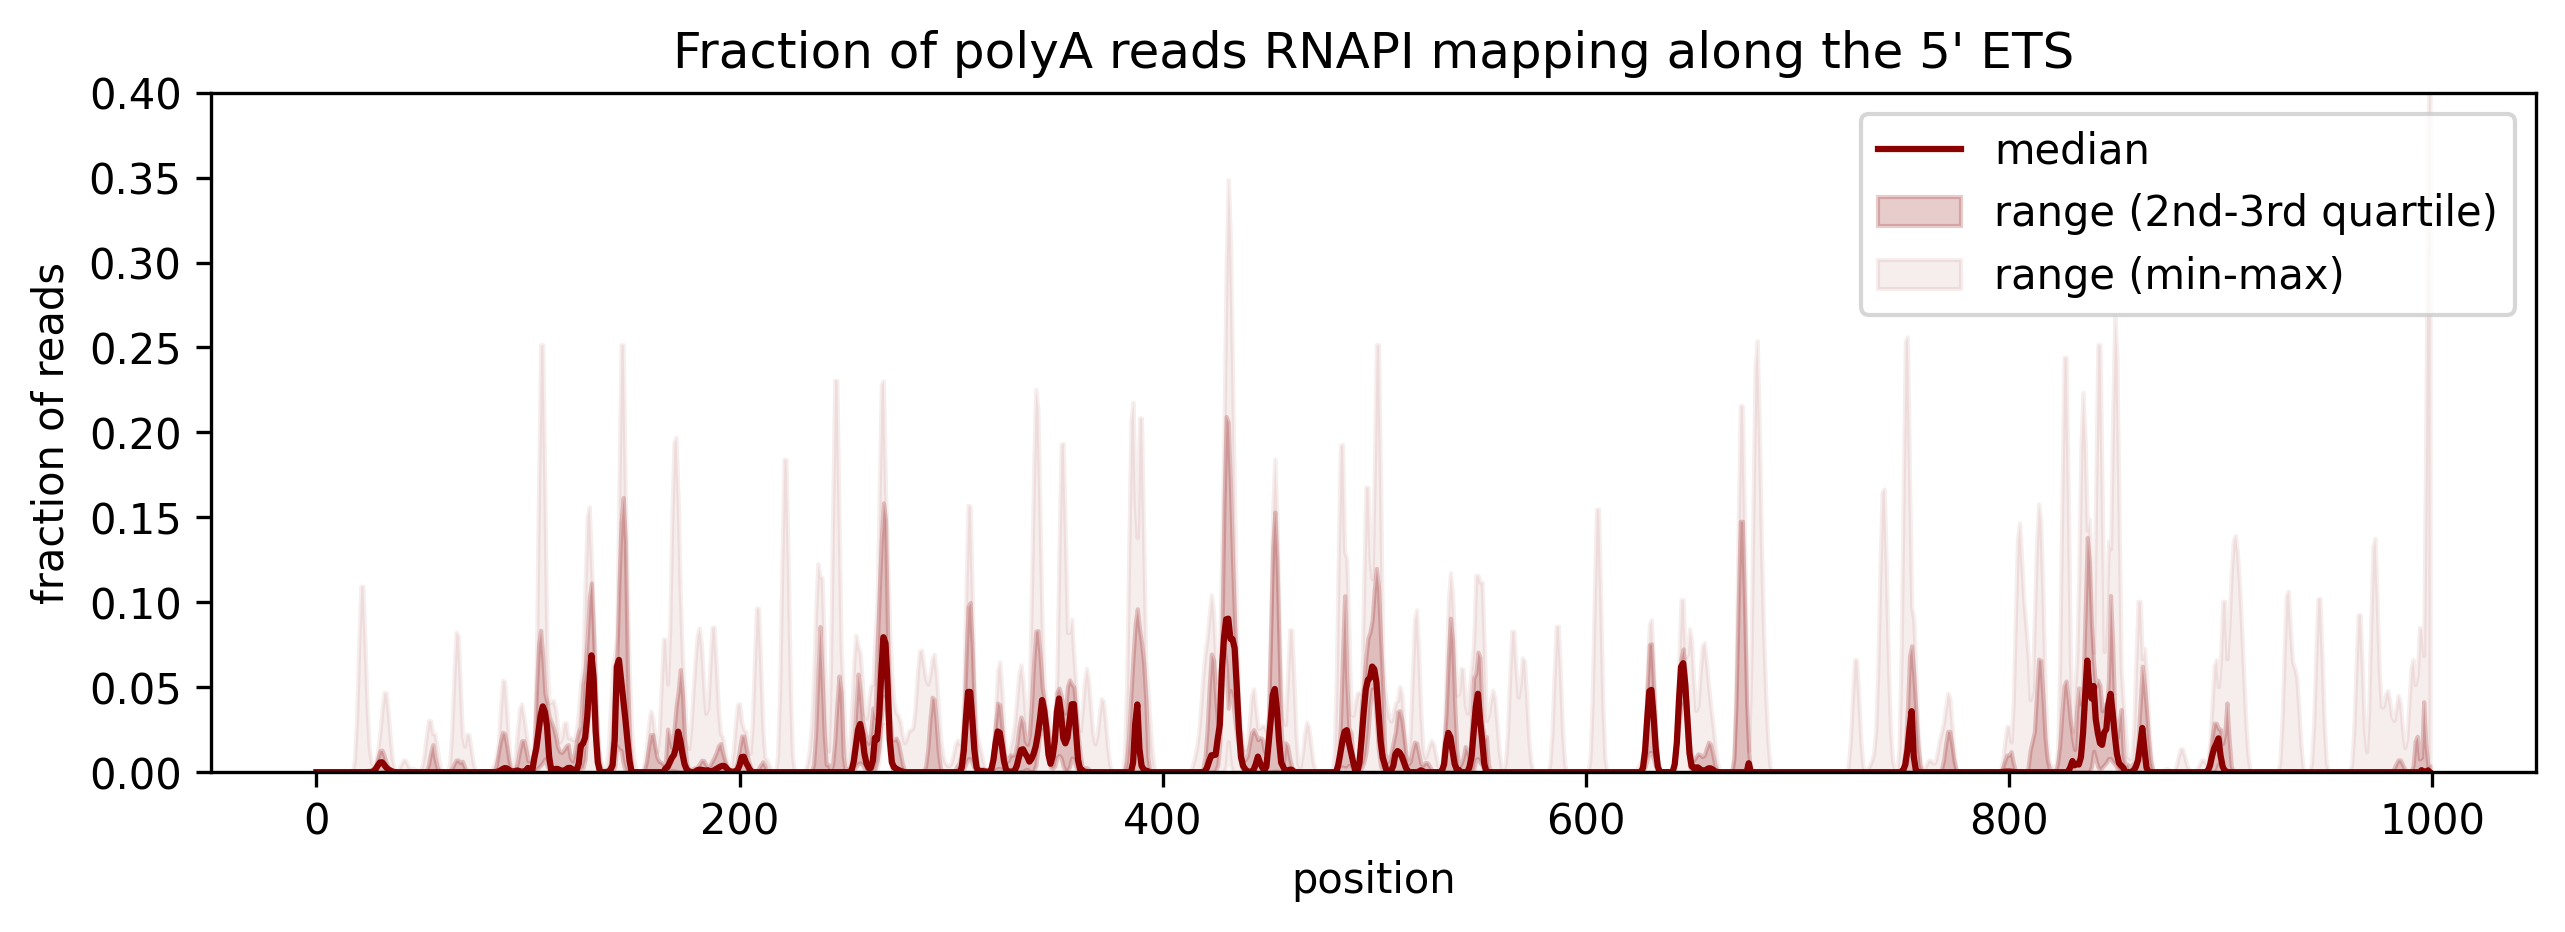 Fraction of polyA reads RNAPI mapping along the 5' ETS
0.40
0.35
0.30
0.25
0.20
0.15
0.10
0.05
0.00
fraction of reads
median
range (2nd-3rd quartile)
range (min-max)
0 200 400 600 800 1000
position